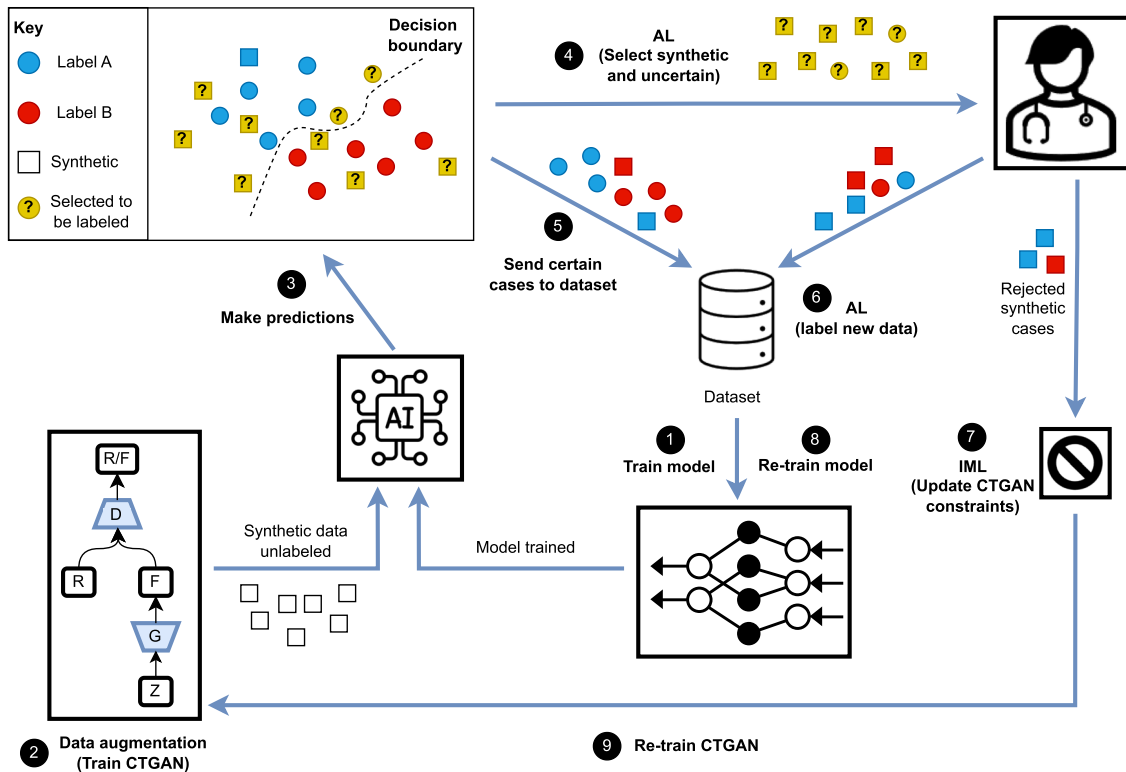 Key
Label A
Label B
Synthetic
? Selected to
be labeled
Decision
boundary
? ? ? ? ? ? ? ? ? ?
4
AL
(Select synthetic
and uncertain)
? ? ? ? ? ? ? ? ?
5
Send certain
cases to dataset
3
Make predictions
6
AL
(label new data)
Rejected
synthetic
cases
Dataset
AI
1
Train model
8
Re-train model
7
IML
(Update CTGAN
constraints)
R/F
D
R
F
G
Z
Synthetic data
unlabeled
Model trained
2
Data augmentation
(Train CTGAN)
9
Re-train CTGAN